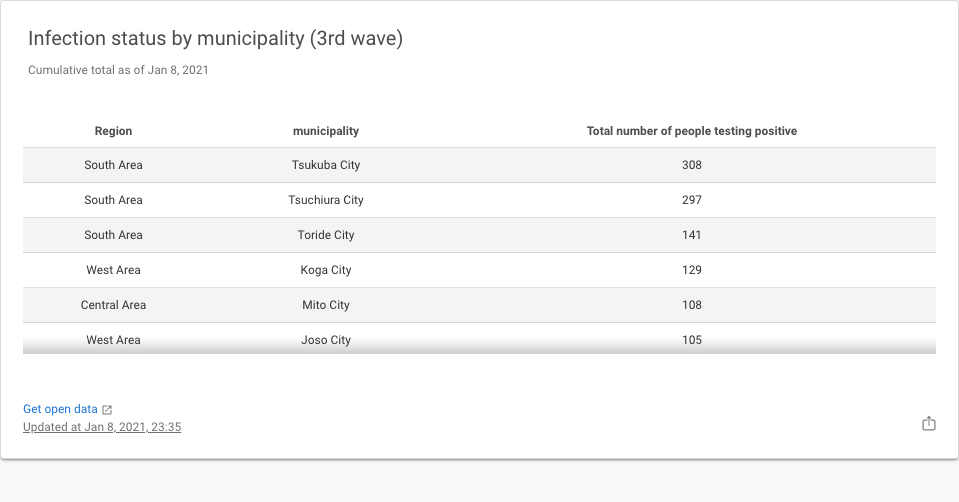 Infection status by municipality (3rd wave)
Cumulative total as of Jan 8, 2021
Region municipality Total number of people testing positive
South Area Tsukuba City 308
South Area Tsuchiura City 297
South Area Toride City 141
West Area Koga City 129
Central Area Mito City 108
West Area Joso City 105
Get open data
Updated at Jan 8, 2021, 23:35